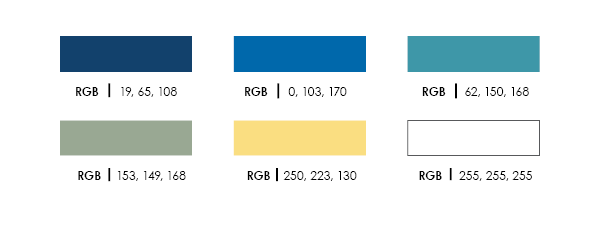 RGB | 19, 65, 108
RGB | 0, 103, 170
RGB | 62, 150, 168
RGB | 153, 149, 168
RGB | 250, 223, 130
RGB | 255, 255, 255